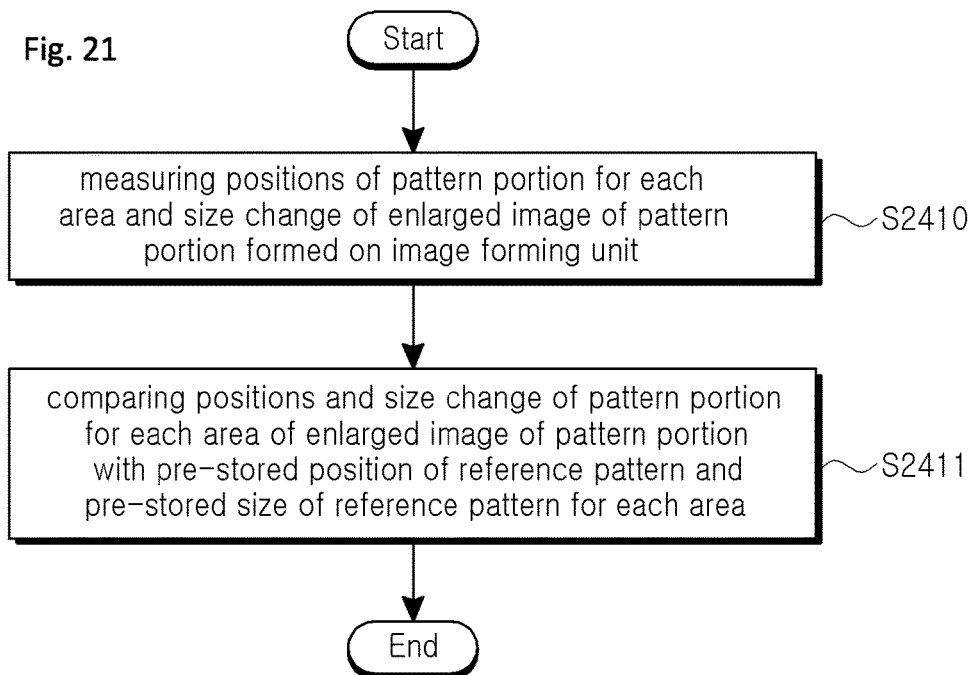 Fig. 21
Start
measuring positions of pattern portion for each
area and size change of enlarged image of pattern
portion formed on image forming unit
S2410
comparing positions and size change of pattern portion
for each area of enlarged image of pattern portion
with pre-stored position of reference pattern and
pre-stored size of reference pattern for each area
S2411
End